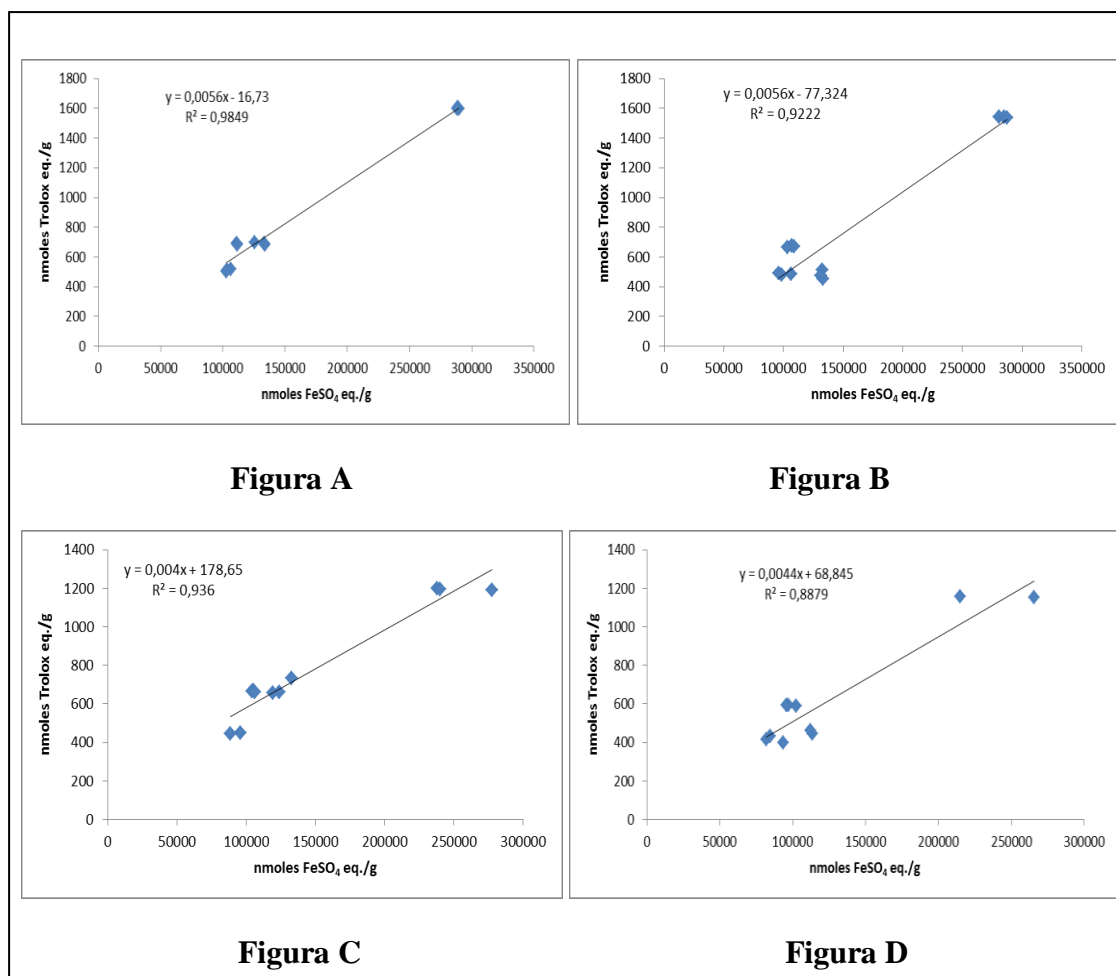 1800
1600
1400
1200
1000
800
600
400
200
0
nmoles Trolox eq./g
y = 0,0056x - 16,73
R² = 0,9849
0 50000 100000 150000 200000 250000 300000 350000
nmoles FeSO₄ eq./g
Figura A
1800
1600
1400
1200
1000
800
600
400
200
0
nmoles Trolox eq./g
y = 0,0056x - 77,324
R² = 0,9222
0 50000 100000 150000 200000 250000 300000 350000
nmoles FeSO₄ eq./g
Figura B
1400
1200
1000
800
600
400
200
0
nmoles Trolox eq./g
y = 0,004x + 178,65
R² = 0,936
0 50000 100000 150000 200000 250000 300000
nmoles FeSO₄ eq./g
Figura C
1400
1200
1000
800
600
400
200
0
nmoles Trolox eq./g
y = 0,0044x + 68,845
R² = 0,8879
0 50000 100000 150000 200000 250000 300000
nmoles FeSO₄ eq./g
Figura D